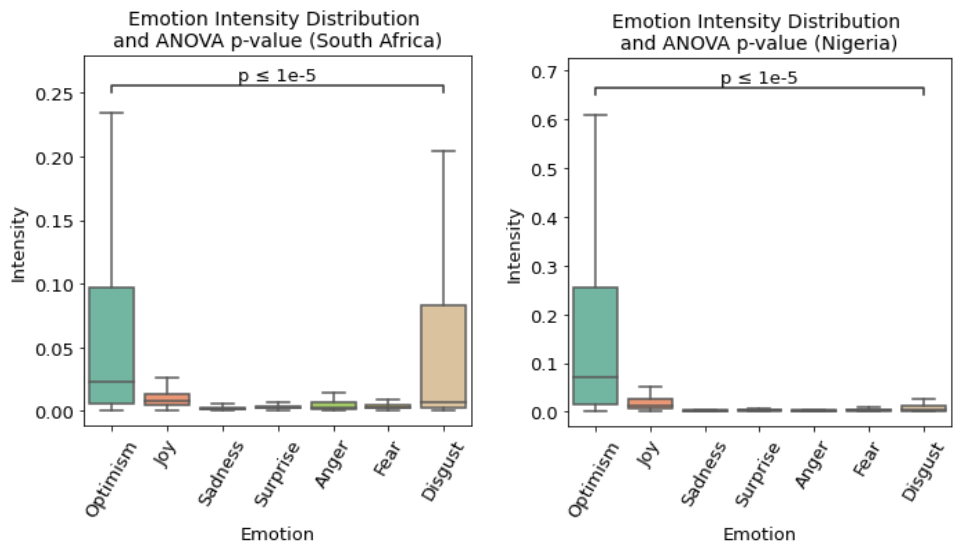 Emotion Intensity Distribution
and ANOVA p-value (South Africa)
p ≤ 1e-5
0.25
0.20
0.15
0.10
0.05
0.00
Intensity
Optimism
Joy
Sadness
Surprise
Anger
Fear
Disgust
Emotion
Emotion Intensity Distribution
and ANOVA p-value (Nigeria)
p ≤ 1e-5
0.7
0.6
0.5
0.4
0.3
0.2
0.1
0.0
Intensity
Optimism
Joy
Sadness
Surprise
Anger
Fear
Disgust
Emotion